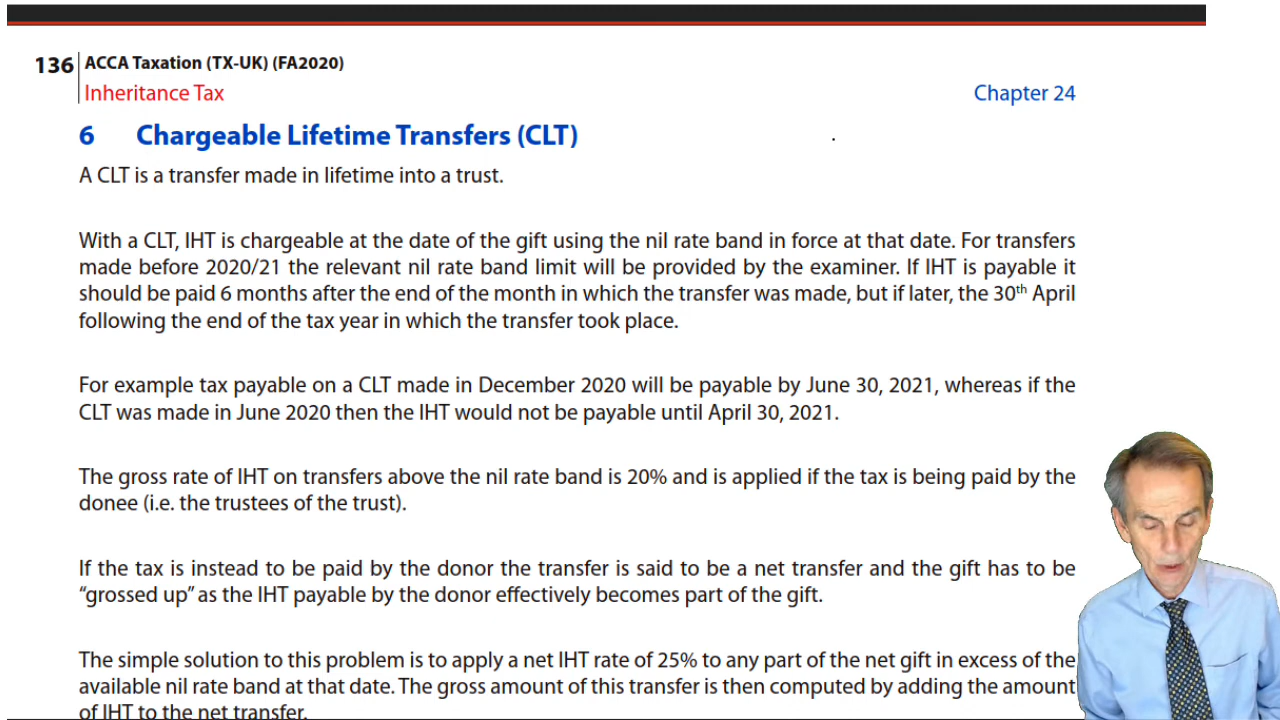 136 ACCA Taxation (TX-UK) (FA2020)
Inheritance Tax Chapter 24
6 Chargeable Lifetime Transfers (CLT)
A CLT is a transfer made in lifetime into a trust.
With a CLT, IHT is chargeable at the date of the gift using the nil rate band in force at that date. For transfers
made before 2020/21 the relevant nil rate band limit will be provided by the examiner. If IHT is payable it
should be paid 6 months after the end of the month in which the transfer was made, but if later, the 30th April
following the end of the tax year in which the transfer took place.
For example tax payable on a CLT made in December 2020 will be payable by June 30, 2021, whereas if the
CLT was made in June 2020 then the IHT would not be payable until April 30, 2021.
The gross rate of IHT on transfers above the nil rate band is 20% and is applied if the tax is being paid by the
donee (i.e. the trustees of the trust).
If the tax is instead to be paid by the donor the transfer is said to be a net transfer and the gift has to be
“grossed up” as the IHT payable by the donor effectively becomes part of the gift.
The simple solution to this problem is to apply a net IHT rate of 25% to any part of the net gift in excess of the
available nil rate band at that date. The gross amount of this transfer is then computed by adding the amount
of IHT to the net transfer.